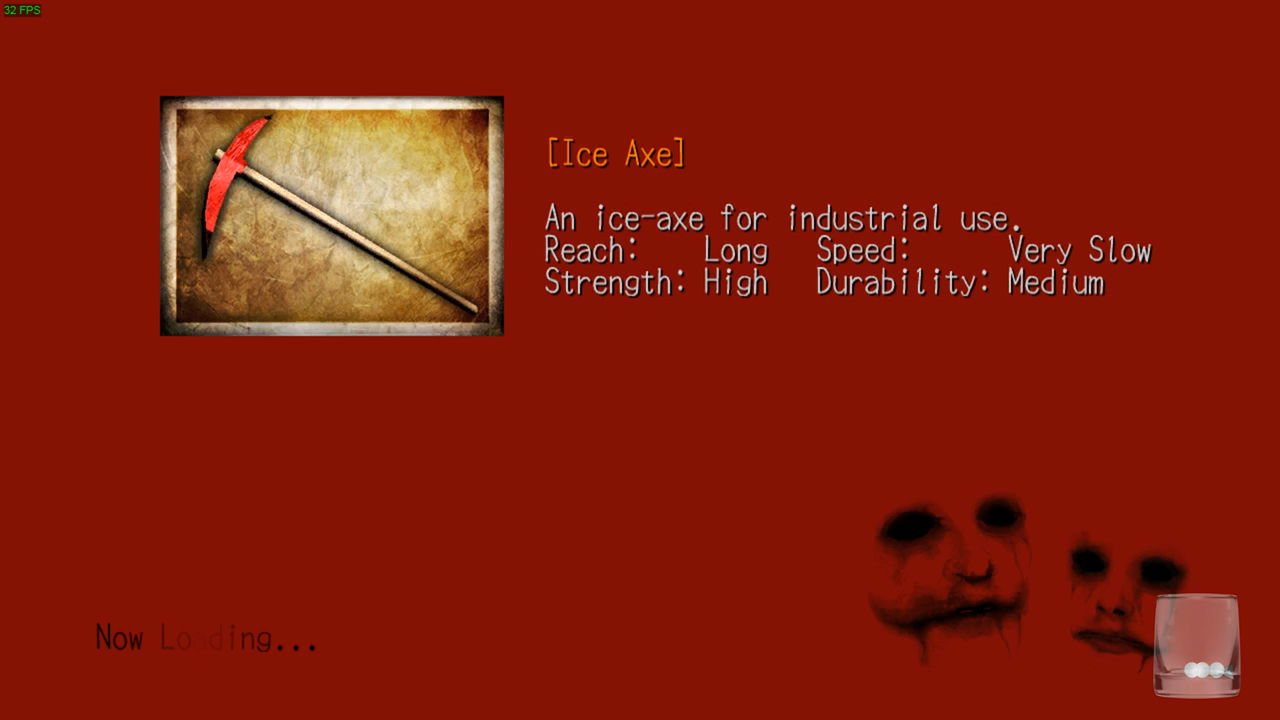 32 FPS
[Ice Axe]
An ice-axe for industrial use.
Reach: Long Speed: Very Slow
Strength: High Durability: Medium
Now Loading...